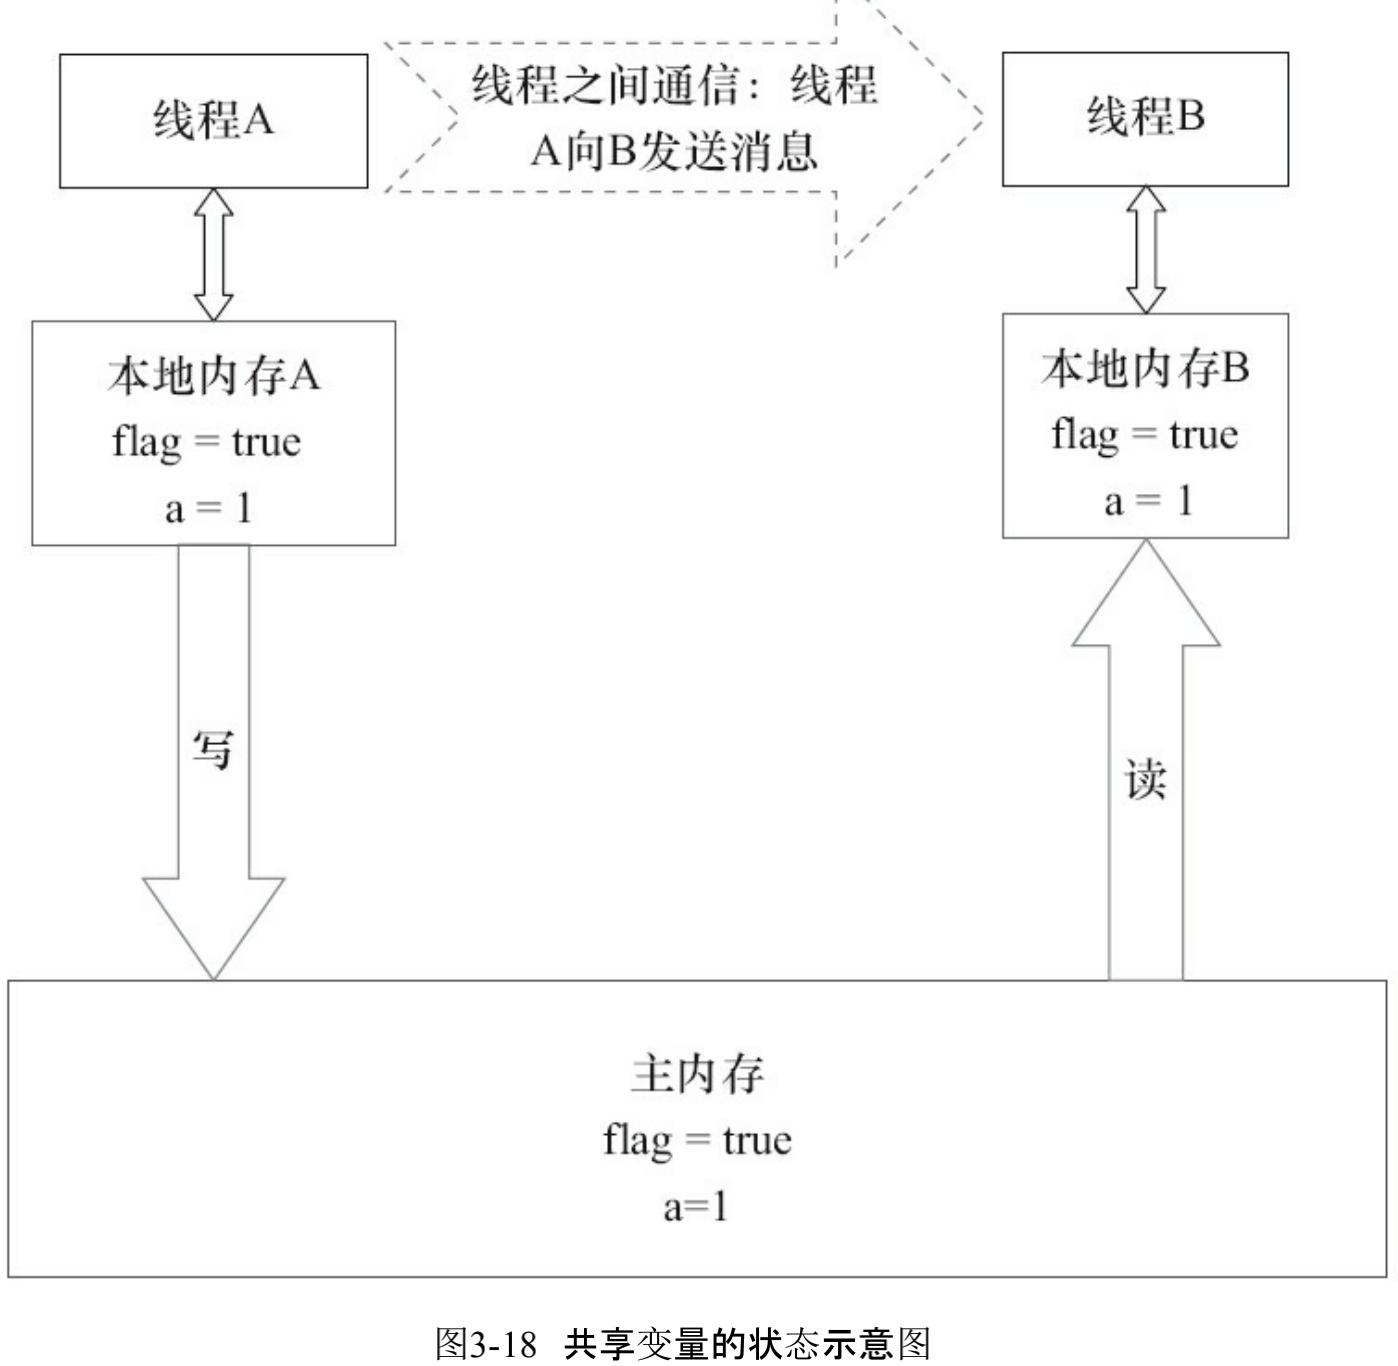 线程A
线程之间通信：线程
A向B发送消息
线程B
本地内存A
flag = true
a = 1
本地内存B
flag = true
a = 1
写
读
主内存
flag = true
a=1
图3-18 共享变量的状态示意图